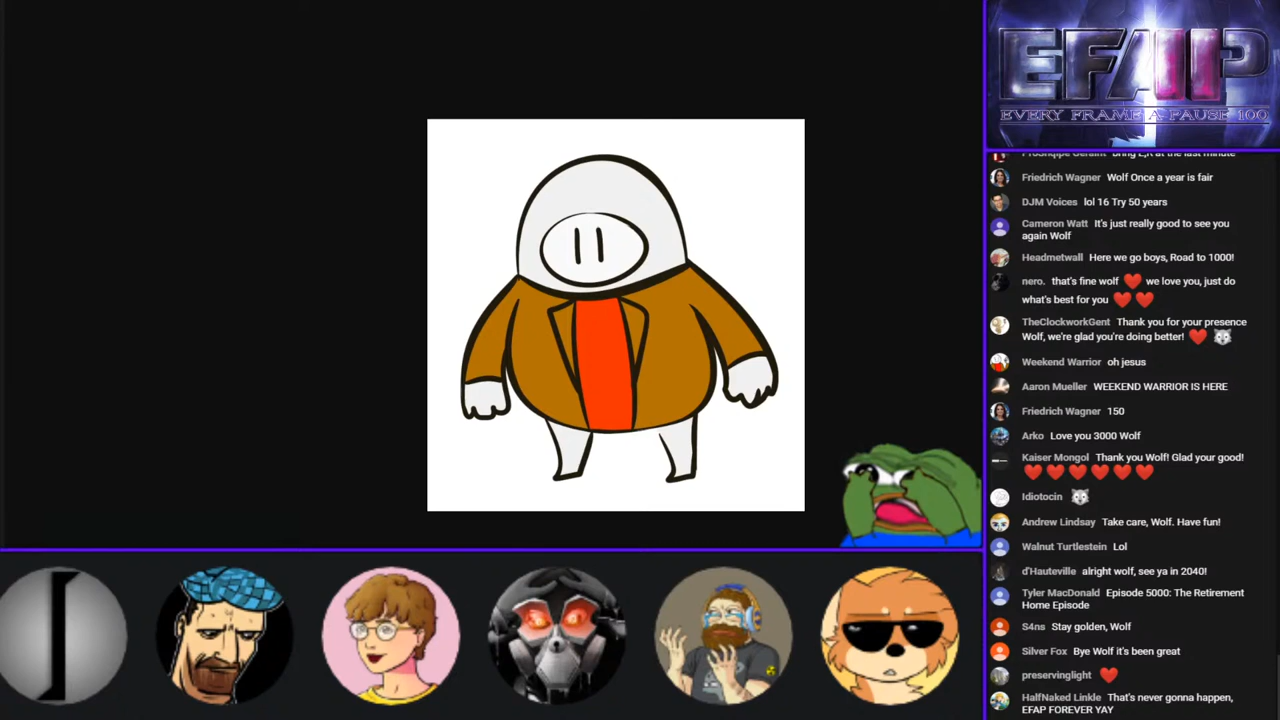 EFAP
EVERY FRAME A PAUSE 100
bring E;R at the last minute
Friedrich Wagner Wolf Once a year is fair
DJM Voices lol 16 Try 50 years
Cameron Watt It's just really good to see you
again Wolf
Headmetwall Here we go boys, Road to 1000!
nero. that's fine wolf ❤ we love you, just do
what's best for you ❤❤
TheClockworkGent Thank you for your presence
Wolf, we're glad you're doing better! ❤ 🐺
Weekend Warrior oh jesus
Aaron Mueller WEEKEND WARRIOR IS HERE
Friedrich Wagner 150
Arko Love you 3000 Wolf
Kaiser Mongol Thank you Wolf! Glad your good!
❤❤❤❤❤❤
Idiotocin 🐺
Andrew Lindsay Take care, Wolf. Have fun!
Walnut Turtlestein Lol
d'Hauteville alright wolf, see ya in 2040!
Tyler MacDonald Episode 5000: The Retirement
Home Episode
S4ns Stay golden, Wolf
Silver Fox Bye Wolf it's been great
preservinglight ❤
HalfNaked Linkle That's never gonna happen,
EFAP FOREVER YAY